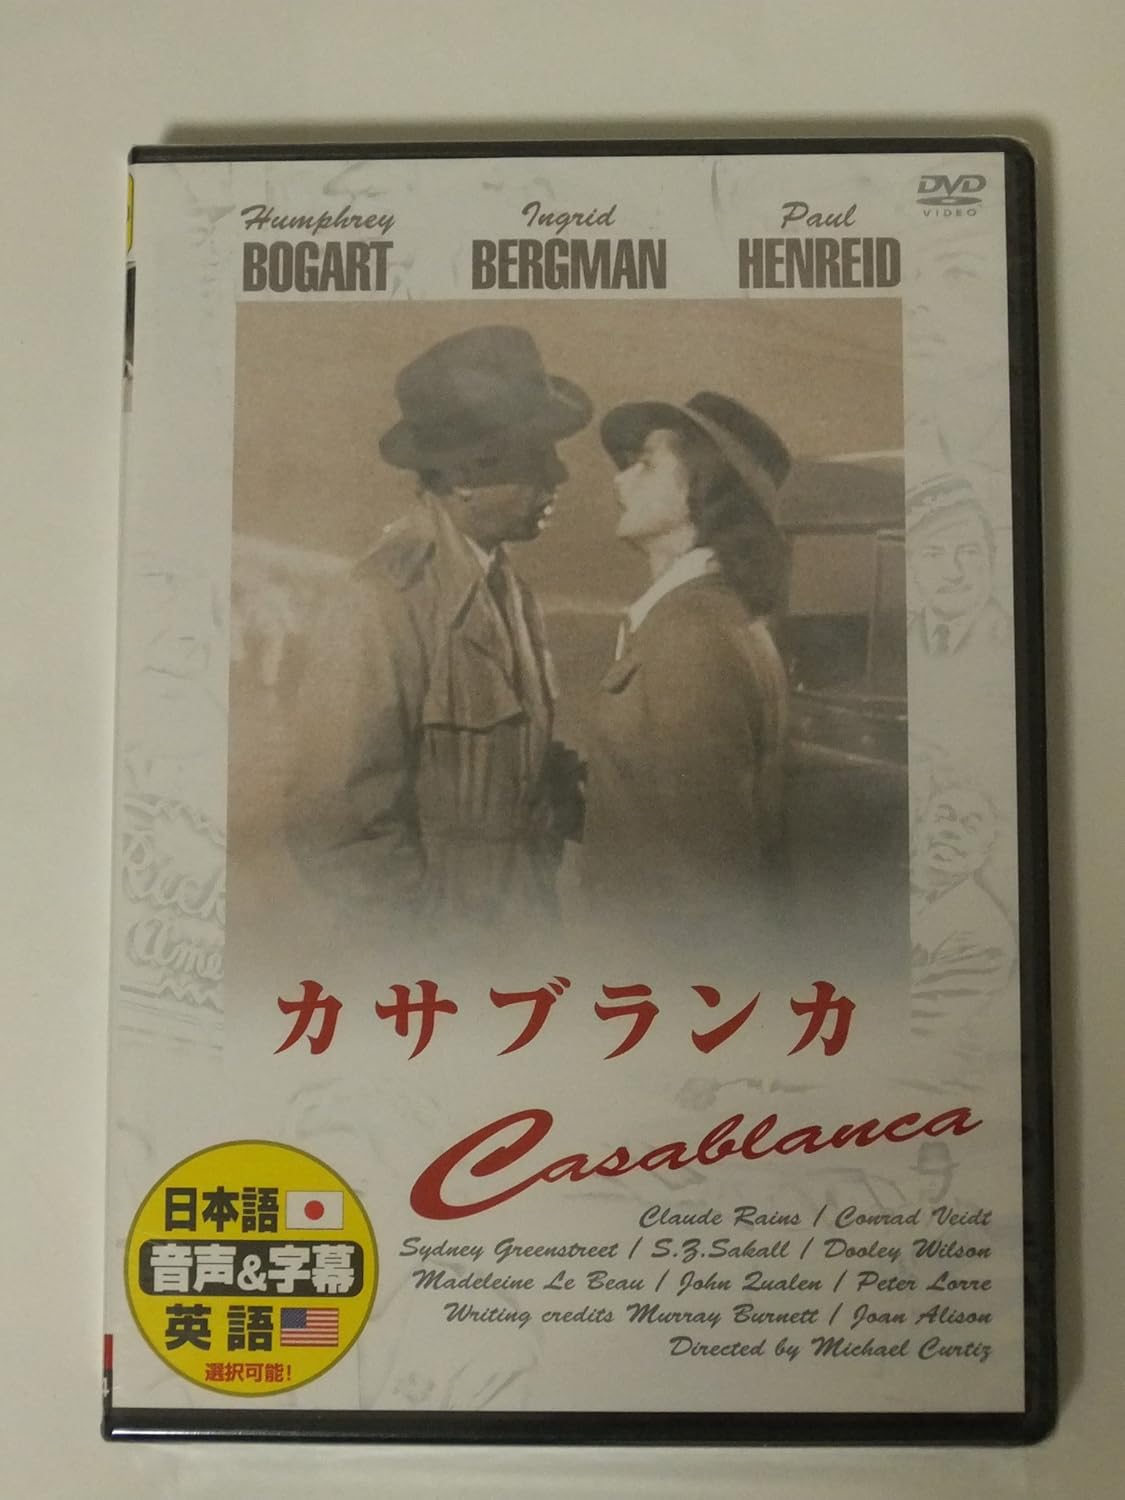 DVD
VIDEO
Humphrey Ingrid Paul
BOGART BERGMAN HENREID
カサブランカ
Casablanca
Claude Rains / Conrad Veidt
Sydney Greenstreet / S.Z.Sakall / Dooley Wilson
Madeleine Le Beau / John Qualen / Peter Lorre
Writing credits Murray Burnett / Joan Alison
Directed by Michael Curtiz
日本語
音声&字幕
英語
選択可能!